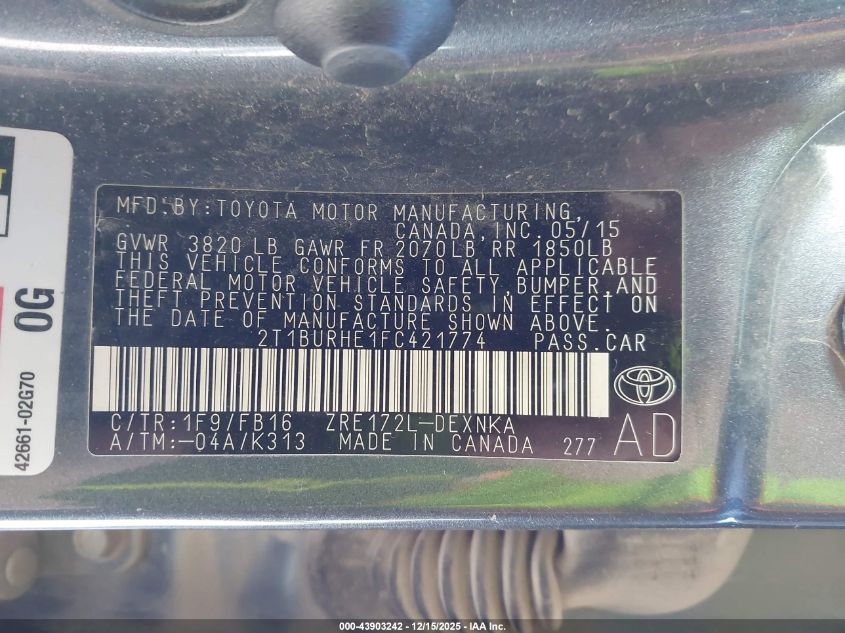 MFD.BY:TOYOTA MOTOR MANUFACTURING,
CANADA, INC. 05/15
GVWR 3820 LB GAWR FR 2070LB RR 1850LB
THIS VEHICLE CONFORMS TO ALL APPLICABLE
FEDERAL MOTOR VEHICLE SAFETY, BUMPER, AND
THEFT PREVENTION STANDARDS IN EFFECT ON
THE DATE OF MANUFACTURE SHOWN ABOVE.
2T1BURHE1FC421774 PASS.CAR
C/TR:1F9/FB16 ZRE172L-DEXNKA
A/TM:-04A/K313 MADE IN CANADA 277 AD
T
0G
42661-02G70
000-43903242 - 12/15/2025 - IAA, Inc.